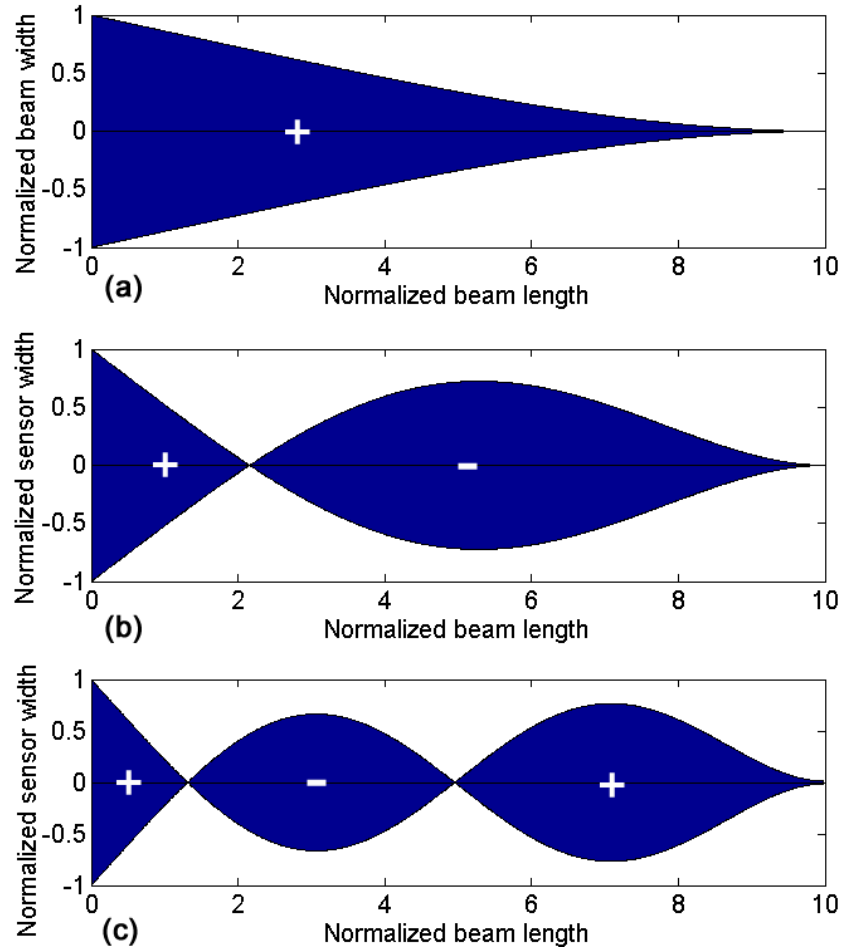 Normalized beam width
1
0.5
0
-0.5
-1
+
0 2 4 6 8 10
(a) Normalized beam length
Normalized sensor width
1
0.5
0
-0.5
-1
+ -
0 2 4 6 8 10
(b) Normalized beam length
Normalized sensor width
1
0.5
0
-0.5
-1
+ - +
0 2 4 6 8 10
(c) Normalized beam length